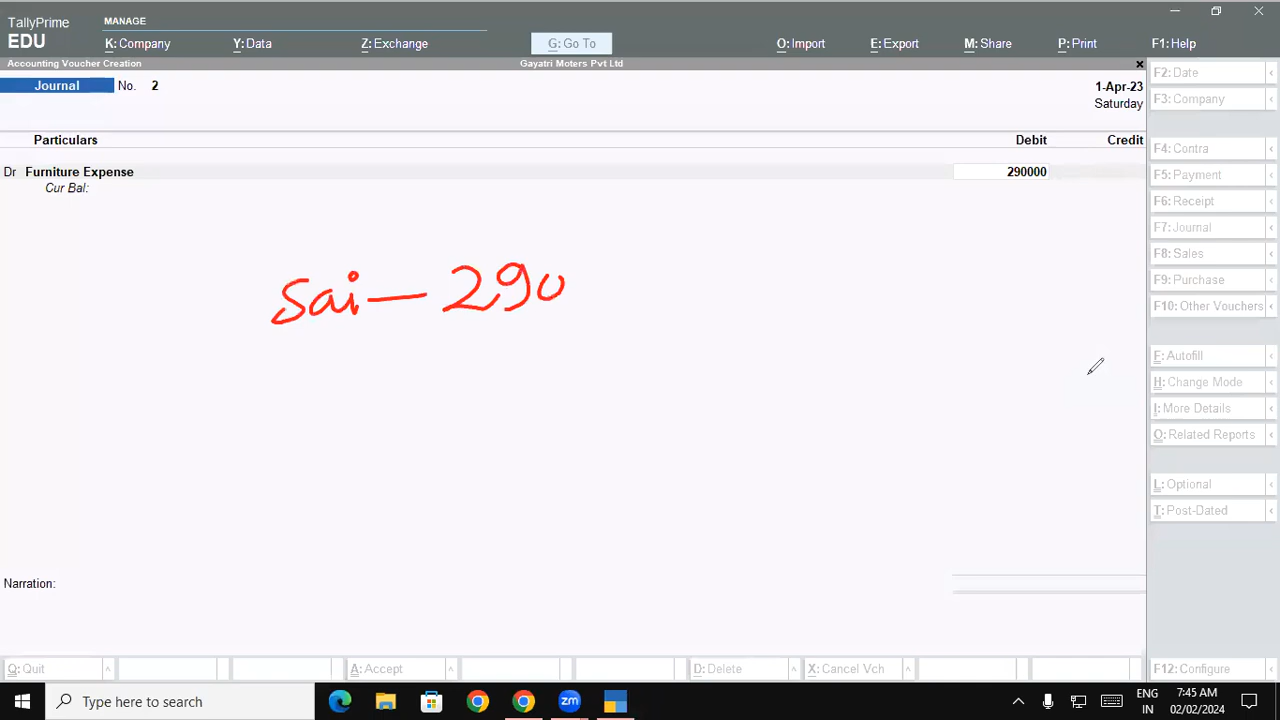 TallyPrime
EDU
MANAGE
K: Company Y: Data Z: Exchange G: Go To O: Import E: Export M: Share P: Print F1: Help
Accounting Voucher Creation Gayatri Moters Pvt Ltd
Journal No. 2 1-Apr-23
Saturday
Particulars Debit Credit
Dr Furniture Expense 290000
Cur Bal:
sai - 290
Narration:
F2: Date
F3: Company
F4: Contra
F5: Payment
F6: Receipt
F7: Journal
F8: Sales
F9: Purchase
F10: Other Vouchers
F: Autofill
H: Change Mode
I: More Details
O: Related Reports
L: Optional
T: Post-Dated
Q: Quit A: Accept D: Delete X: Cancel Vch F12: Configure
Type here to search zm ENG IN 7:45 AM 02/02/2024